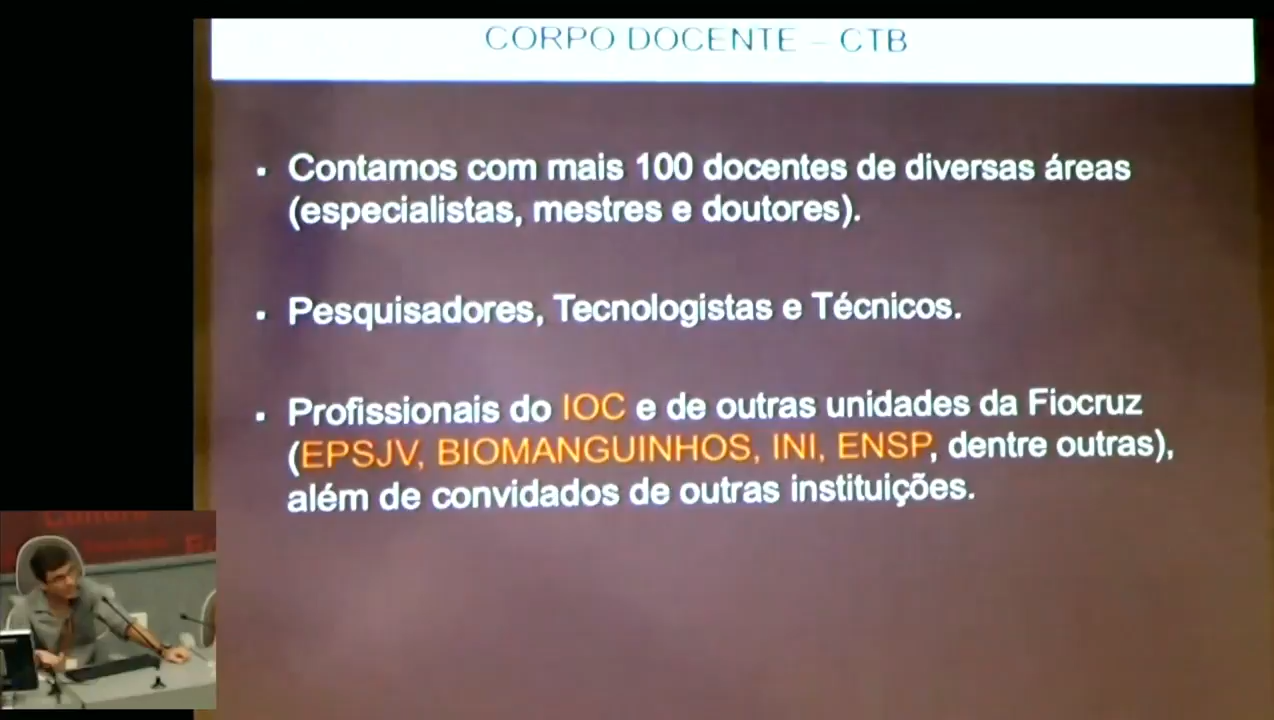 CORPO DOCENTE – CTB
▪ Contamos com mais 100 docentes de diversas áreas
(especialistas, mestres e doutores).
▪ Pesquisadores, Tecnologistas e Técnicos.
▪ Profissionais do IOC e de outras unidades da Fiocruz
(EPSJV, BIOMANGUINHOS, INI, ENSP, dentre outras),
além de convidados de outras instituições.